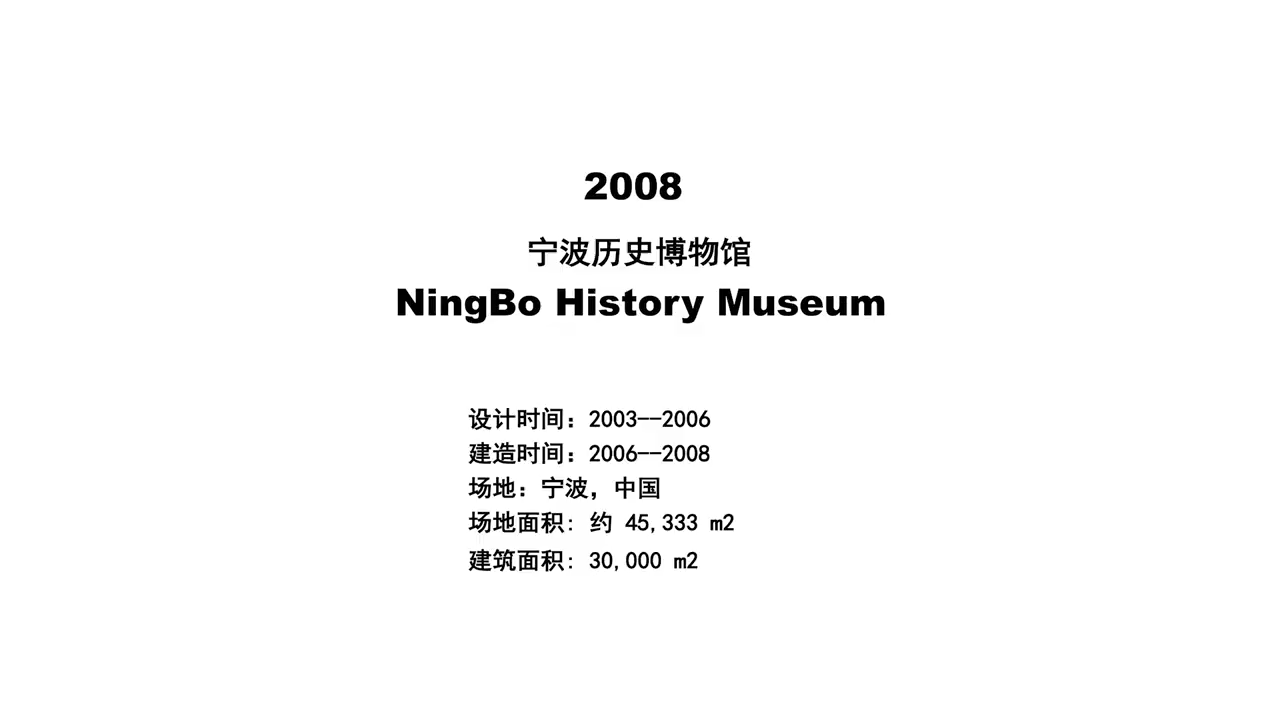 2008
宁波历史博物馆
NingBo History Museum
设计时间：2003--2006
建造时间：2006--2008
场地：宁波，中国
场地面积: 约 45,333 m2
建筑面积: 30,000 m2